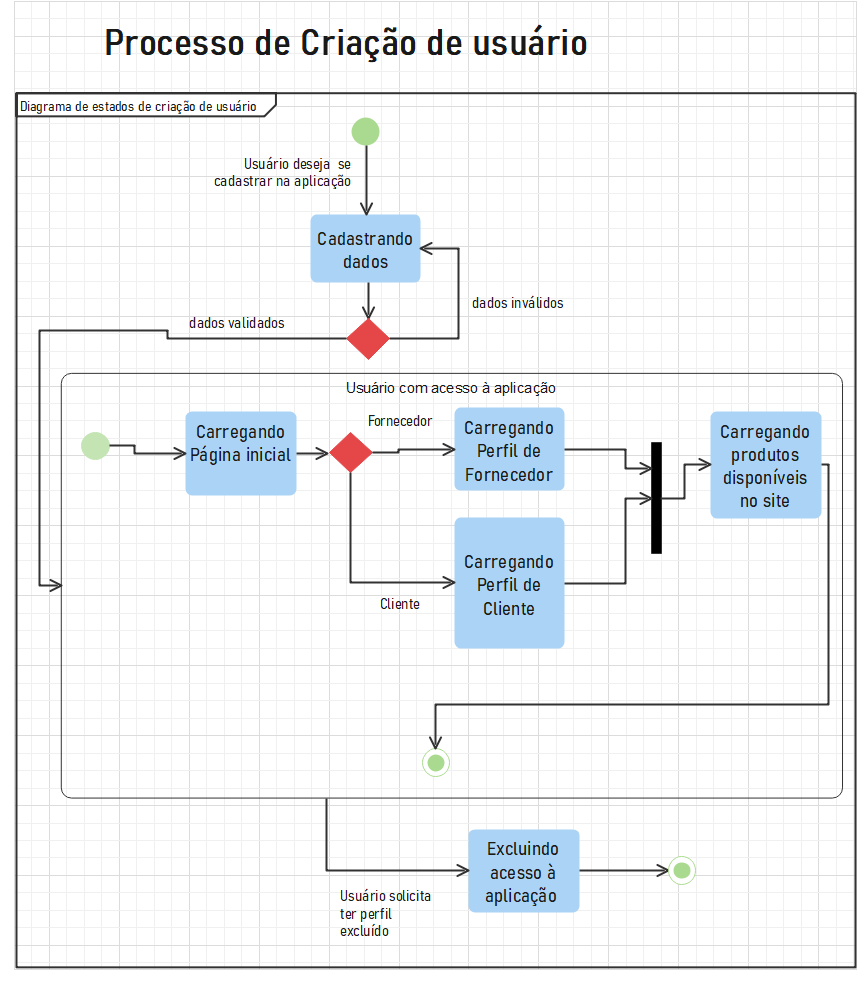 Processo de Criação de usuário
Diagrama de estados de criação de usuário
Usuário deseja se
cadastrar na aplicação
Cadastrando
dados
dados inválidos
dados validados
Usuário com acesso à aplicação
Carregando
Página inicial
Fornecedor
Carregando
Perfil de
Fornecedor
Carregando
produtos
disponíveis
no site
Carregando
Perfil de
Cliente
Cliente
Excluindo
acesso à
aplicação
Usuário solicita
ter perfil
excluído